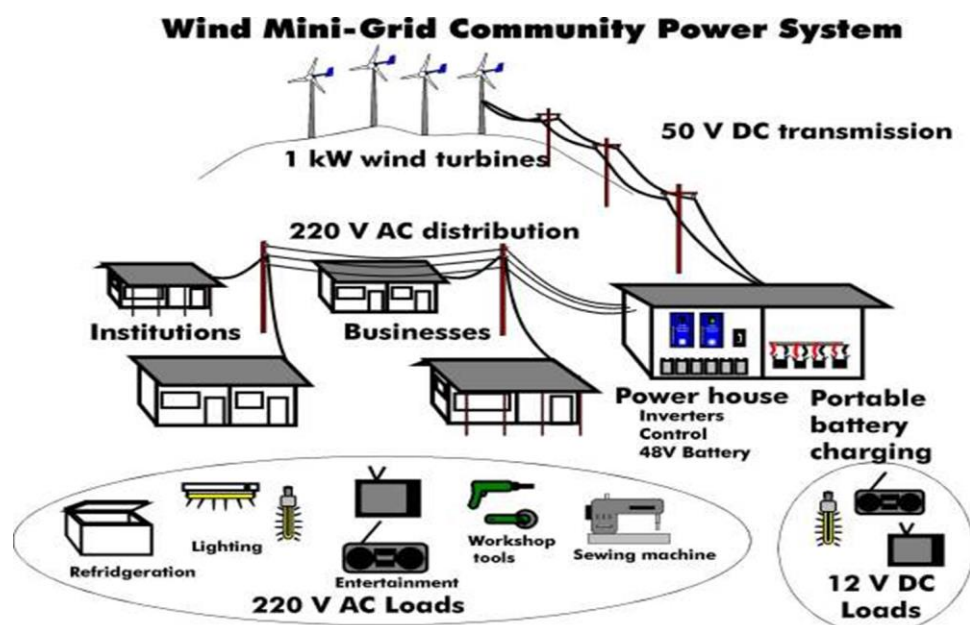 Wind Mini-Grid Community Power System
50 V DC transmission
1 kW wind turbines
220 V AC distribution
Institutions
Businesses
Power house
Inverters
Control
48V Battery
Portable
battery
charging
Refridgeration
Lighting
Entertainment
Workshop
tools
Sewing machine
220 V AC Loads
12 V DC
Loads